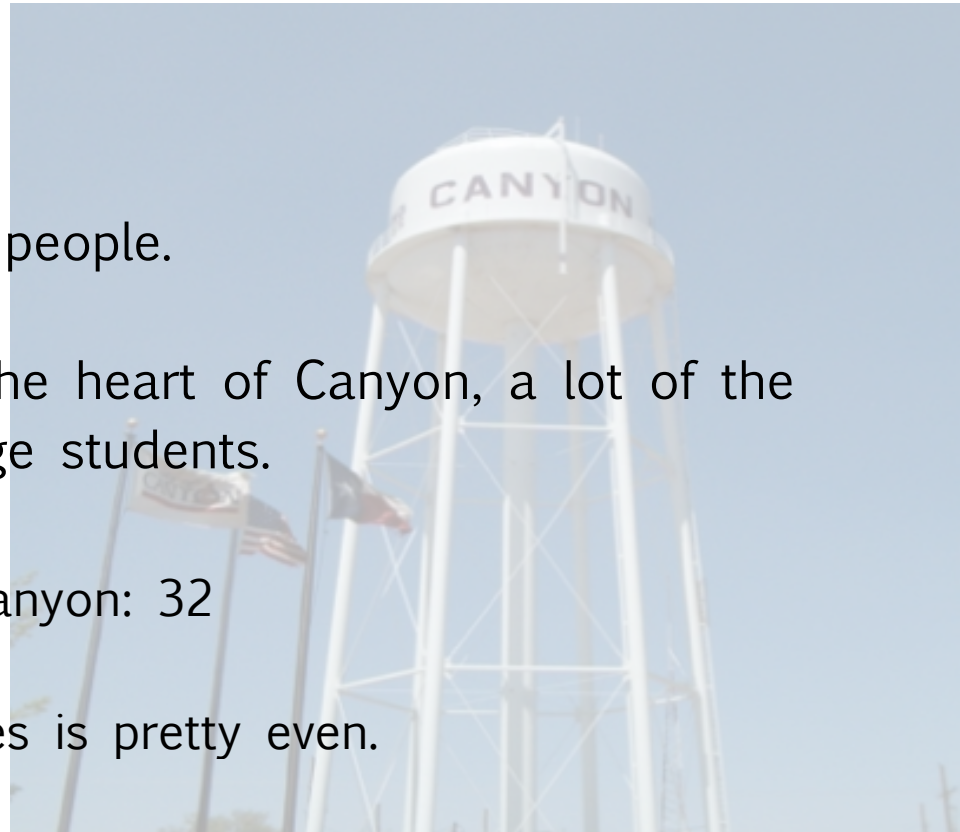 CANYON
people.
he heart of Canyon, a lot of the
ge students.
anyon: 32
es is pretty even.